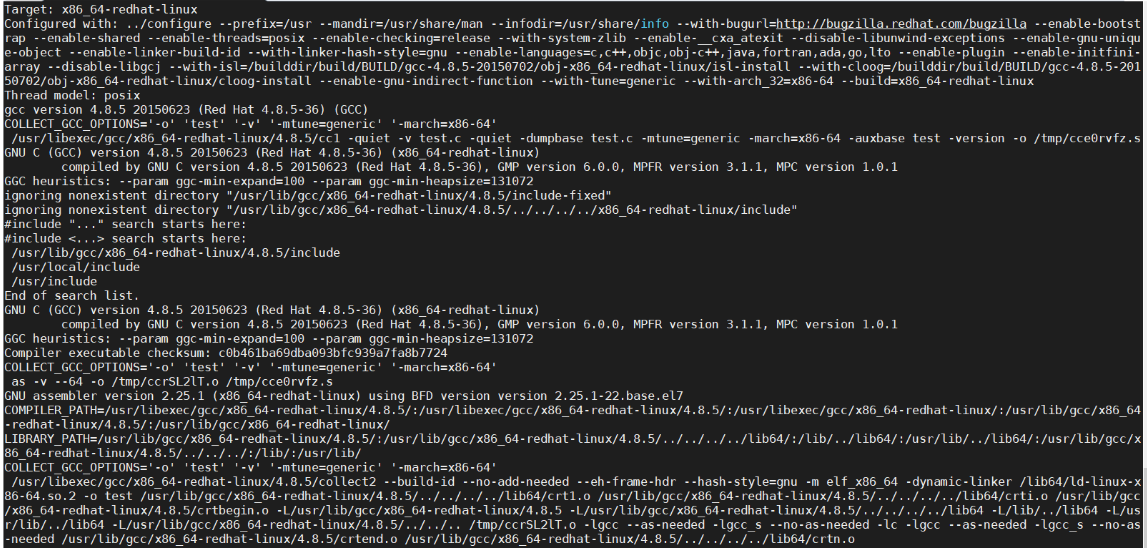 Target: x86_64-redhat-linux
Configured with: ../configure --prefix=/usr --mandir=/usr/share/man --infodir=/usr/share/info --with-bugurl=http://bugzilla.redhat.com/bugzilla --enable-bootst
rap --enable-shared --enable-threads=posix --enable-checking=release --with-system-zlib --enable-__cxa_atexit --disable-libunwind-exceptions --enable-gnu-uniqu
e-object --enable-linker-build-id --with-linker-hash-style=gnu --enable-languages=c,c++,objc,obj-c++,java,fortran,ada,go,lto --enable-plugin --enable-initfini-
array --disable-libgcj --with-isl=/builddir/build/BUILD/gcc-4.8.5-20150702/obj-x86_64-redhat-linux/isl-install --with-cloog=/builddir/build/BUILD/gcc-4.8.5-201
50702/obj-x86_64-redhat-linux/cloog-install --enable-gnu-indirect-function --with-tune=generic --with-arch_32=x86-64 --build=x86_64-redhat-linux
Thread model: posix
gcc version 4.8.5 20150623 (Red Hat 4.8.5-36) (GCC)
COLLECT_GCC_OPTIONS='-o' 'test' '-v' '-mtune=generic' '-march=x86-64'
 /usr/libexec/gcc/x86_64-redhat-linux/4.8.5/cc1 -quiet -v test.c -quiet -dumpbase test.c -mtune=generic -march=x86-64 -auxbase test -version -o /tmp/cce0rvfz.s
GNU C (GCC) version 4.8.5 20150623 (Red Hat 4.8.5-36) (x86_64-redhat-linux)
compiled by GNU C version 4.8.5 20150623 (Red Hat 4.8.5-36), GMP version 6.0.0, MPFR version 3.1.1, MPC version 1.0.1
GGC heuristics: --param ggc-min-expand=100 --param ggc-min-heapsize=131072
ignoring nonexistent directory "/usr/lib/gcc/x86_64-redhat-linux/4.8.5/include-fixed"
ignoring nonexistent directory "/usr/lib/gcc/x86_64-redhat-linux/4.8.5/../../../../x86_64-redhat-linux/include"
#include "..." search starts here:
#include <...> search starts here:
 /usr/lib/gcc/x86_64-redhat-linux/4.8.5/include
 /usr/local/include
 /usr/include
End of search list.
GNU C (GCC) version 4.8.5 20150623 (Red Hat 4.8.5-36) (x86_64-redhat-linux)
compiled by GNU C version 4.8.5 20150623 (Red Hat 4.8.5-36), GMP version 6.0.0, MPFR version 3.1.1, MPC version 1.0.1
GGC heuristics: --param ggc-min-expand=100 --param ggc-min-heapsize=131072
Compiler executable checksum: c0b461ba69dba093bfc939a7fa8b7724
COLLECT_GCC_OPTIONS='-o' 'test' '-v' '-mtune=generic' '-march=x86-64'
 as -v --64 -o /tmp/ccrSL2lT.o /tmp/cce0rvfz.s
GNU assembler version 2.25.1 (x86_64-redhat-linux) using BFD version version 2.25.1-22.base.el7
COMPILER_PATH=/usr/libexec/gcc/x86_64-redhat-linux/4.8.5/:/usr/libexec/gcc/x86_64-redhat-linux/4.8.5/:/usr/libexec/gcc/x86_64-redhat-linux/:/usr/lib/gcc/x86_64
-redhat-linux/4.8.5/:/usr/lib/gcc/x86_64-redhat-linux/
LIBRARY_PATH=/usr/lib/gcc/x86_64-redhat-linux/4.8.5/:/usr/lib/gcc/x86_64-redhat-linux/4.8.5/../../../../lib64/:/lib/../lib64/:/usr/lib/../lib64/:/usr/lib/gcc/x
86_64-redhat-linux/4.8.5/../../../:/lib/:/usr/lib/
COLLECT_GCC_OPTIONS='-o' 'test' '-v' '-mtune=generic' '-march=x86-64'
 /usr/libexec/gcc/x86_64-redhat-linux/4.8.5/collect2 --build-id --no-add-needed --eh-frame-hdr --hash-style=gnu -m elf_x86_64 -dynamic-linker /lib64/ld-linux-x
86-64.so.2 -o test /usr/lib/gcc/x86_64-redhat-linux/4.8.5/../../../../lib64/crt1.o /usr/lib/gcc/x86_64-redhat-linux/4.8.5/../../../../lib64/crti.o /usr/lib/gcc
/x86_64-redhat-linux/4.8.5/crtbegin.o -L/usr/lib/gcc/x86_64-redhat-linux/4.8.5 -L/usr/lib/gcc/x86_64-redhat-linux/4.8.5/../../../../lib64 -L/lib/../lib64 -L/us
r/lib/../lib64 -L/usr/lib/gcc/x86_64-redhat-linux/4.8.5/../../.. /tmp/ccrSL2lT.o -lgcc --as-needed -lgcc_s --no-as-needed -lc -lgcc --as-needed -lgcc_s --no-as
-needed /usr/lib/gcc/x86_64-redhat-linux/4.8.5/crtend.o /usr/lib/gcc/x86_64-redhat-linux/4.8.5/../../../../lib64/crtn.o